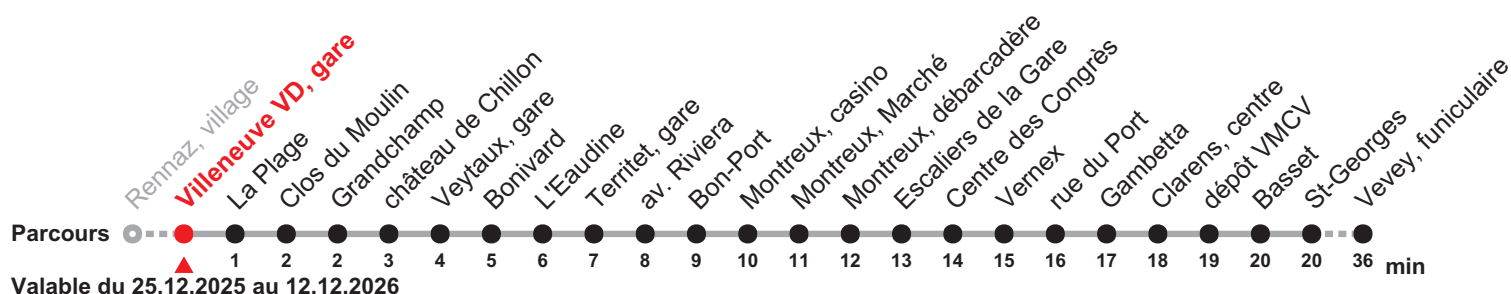 Rennaz, village
Villeneuve VD, gare
La Plage
Clos du Moulin
Grandchamp
château de Chillon
Veytaux, gare
Bonivard
L'Eaudine
Territet, gare
av. Riviera
Bon-Port
Montreux, casino
Montreux, Marché
Montreux, débarcadère
Escaliers de la Gare
Centre des Congrès
Vernex
rue du Port
Gambetta
Clarens, centre
dépôt VMCV
Basset
St-Georges
Vevey, funiculaire
Parcours
1 2 2 3 4 5 6 7 8 9 10 11 12 13 14 15 16 17 18 19 20 20 36 min
Valable du 25.12.2025 au 12.12.2026